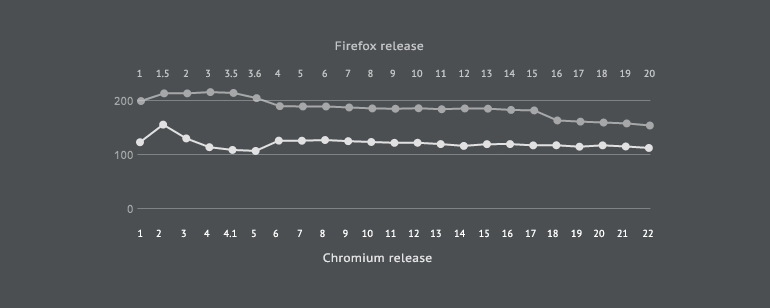 Firefox release
1 1.5 2 3 3.5 3.6 4 5 6 7 8 9 10 11 12 13 14 15 16 17 18 19 20
200
100
0
1 2 3 4 4.1 5 6 7 8 9 10 11 12 13 14 15 16 17 18 19 20 21 22
Chromium release